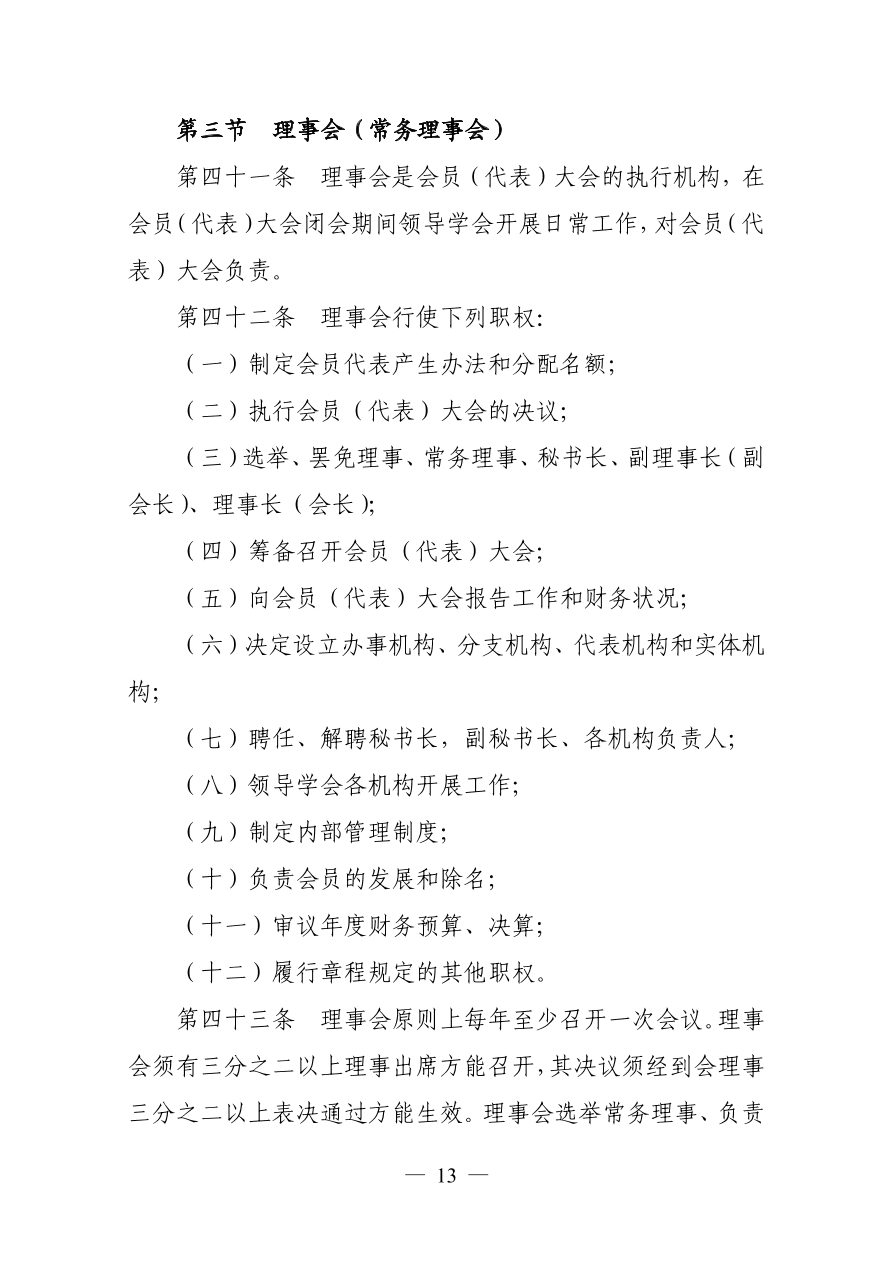 第三节　理事会（常务理事会）
第四十一条　理事会是会员（代表）大会的执行机构，在
会员（代表）大会闭会期间领导学会开展日常工作，对会员（代
表）大会负责。
第四十二条　理事会行使下列职权：
（一）制定会员代表产生办法和分配名额；
（二）执行会员（代表）大会的决议；
（三）选举、罢免理事、常务理事、秘书长、副理事长（副
会长）、理事长（会长）；
（四）筹备召开会员（代表）大会；
（五）向会员（代表）大会报告工作和财务状况；
（六）决定设立办事机构、分支机构、代表机构和实体机
构；
（七）聘任、解聘秘书长，副秘书长、各机构负责人；
（八）领导学会各机构开展工作；
（九）制定内部管理制度；
（十）负责会员的发展和除名；
（十一）审议年度财务预算、决算；
（十二）履行章程规定的其他职权。
第四十三条　理事会原则上每年至少召开一次会议。理事
会须有三分之二以上理事出席方能召开，其决议须经到会理事
三分之二以上表决通过方能生效。理事会选举常务理事、负责
— 13 —